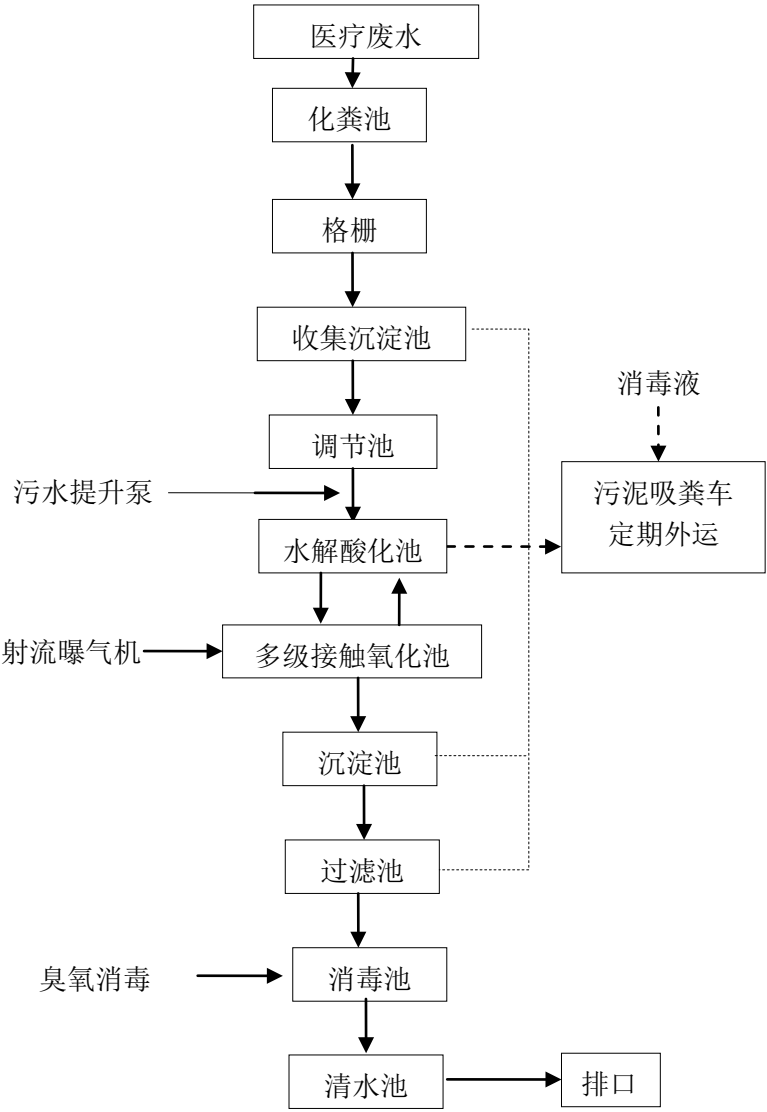 医疗废水
化粪池
格栅
收集沉淀池
消毒液
调节池
污水提升泵
污泥吸粪车
定期外运
水解酸化池
射流曝气机
多级接触氧化池
沉淀池
过滤池
臭氧消毒
消毒池
清水池
排口